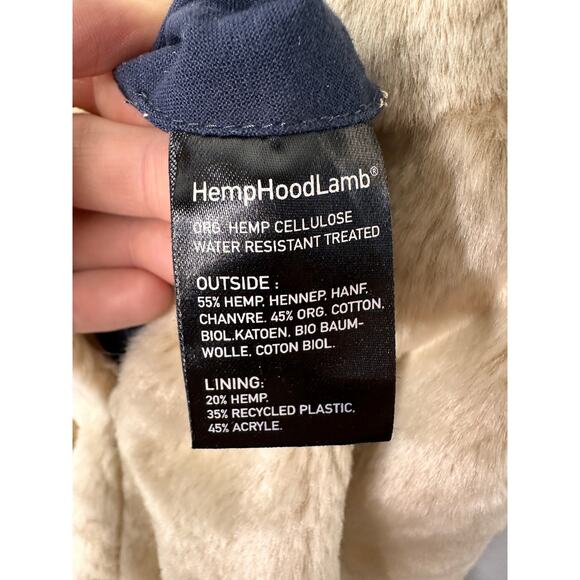 HempHoodLamb®
ORG. HEMP CELLULOSE
WATER RESISTANT TREATED
OUTSIDE :
55% HEMP, HENNEP, HANF,
CHANVRE. 45% ORG. COTTON,
BIOL.KATOEN, BIO BAUM-
WOLLE, COTON BIOL.
LINING:
20% HEMP.
35% RECYCLED PLASTIC.
45% ACRYLE.